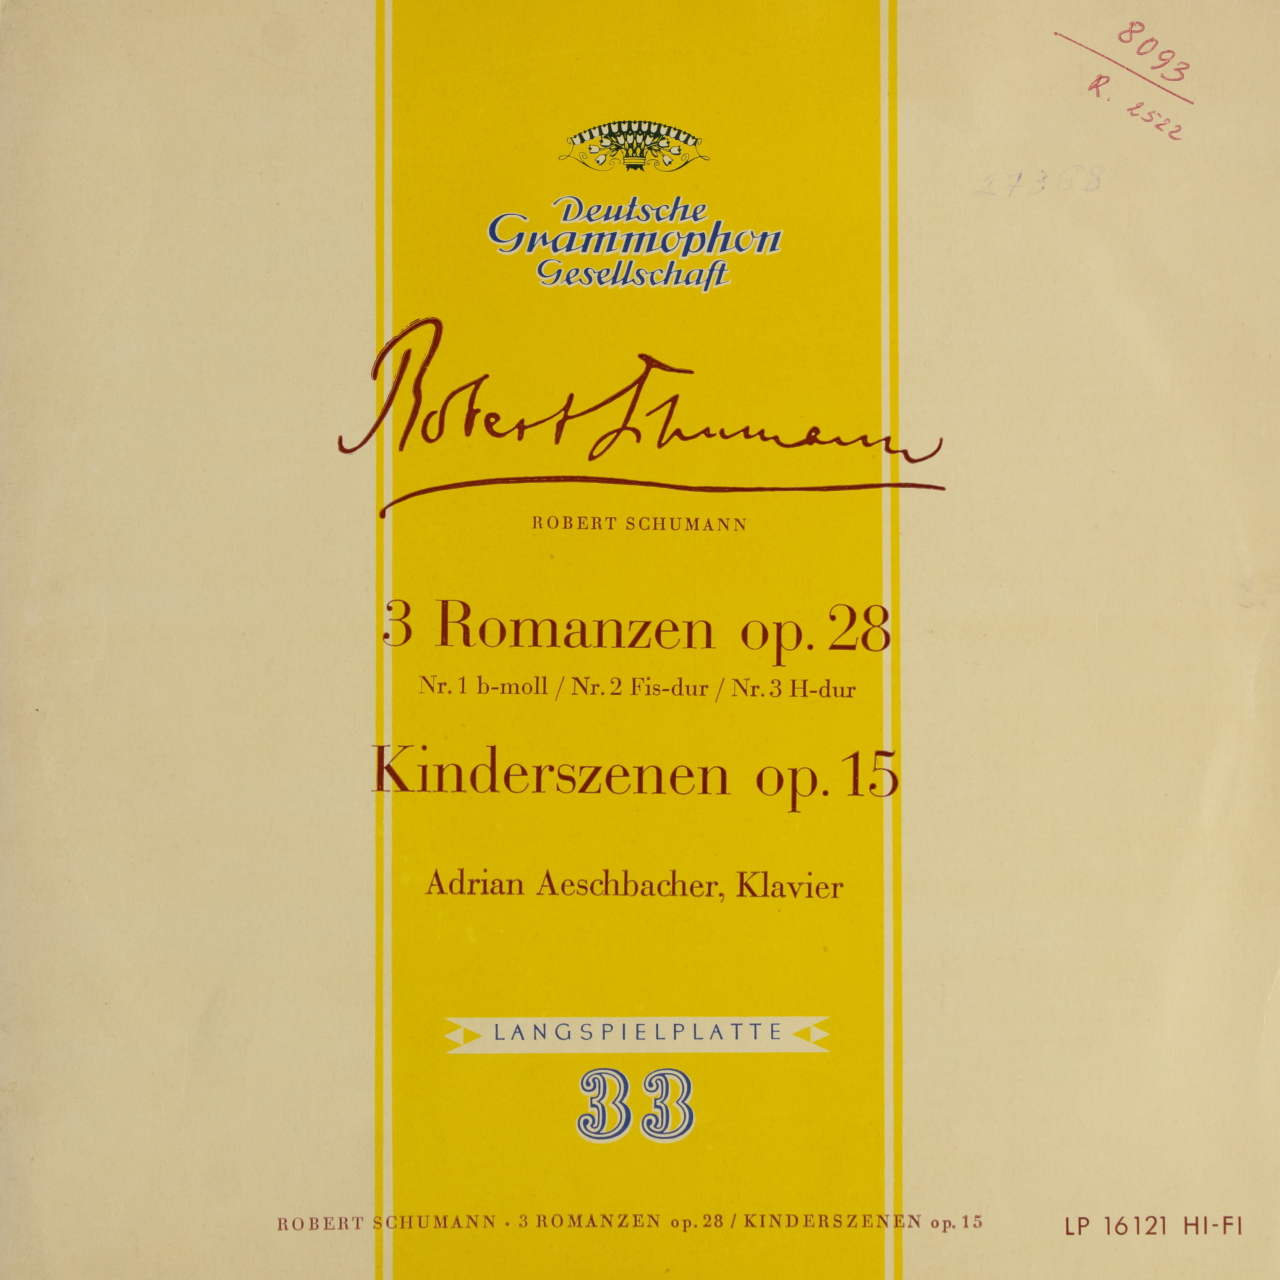 8093
R. 2522
27368
Deutsche
Grammophon
Gesellschaft
Robert Schumann
ROBERT SCHUMANN
3 Romanzen op. 28
Nr. 1 b-moll / Nr. 2 Fis-dur / Nr. 3 H-dur
Kinderszenen op. 15
Adrian Aeschbacher, Klavier
LANGSPIELPLATTE
33
ROBERT SCHUMANN · 3 ROMANZEN op. 28 / KINDERSZENEN op. 15
LP 16121 HI-FI